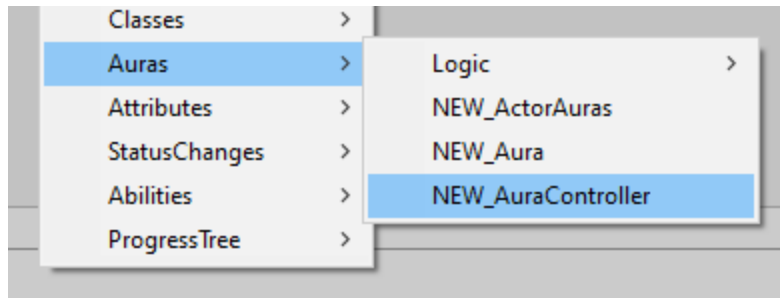 Classes
Auras
Attributes
StatusChanges
Abilities
ProgressTree
Logic
NEW_ActorAuras
NEW_Aura
NEW_AuraController